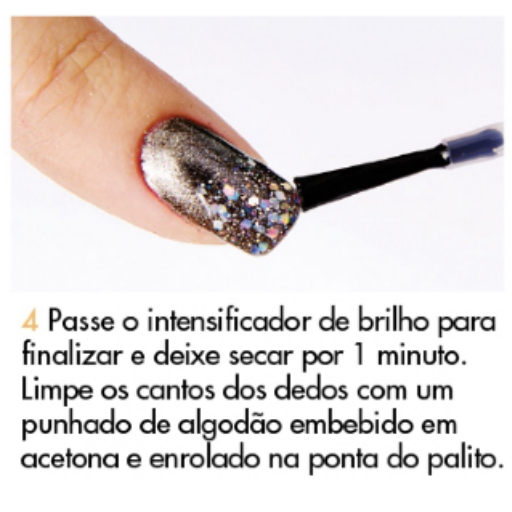 4 Passe o intensificador de brilho para
finalizar e deixe secar por 1 minuto.
Limpe os cantos dos dedos com um
punhado de algodão embebido em
acetona e enrolado na ponta do palito.